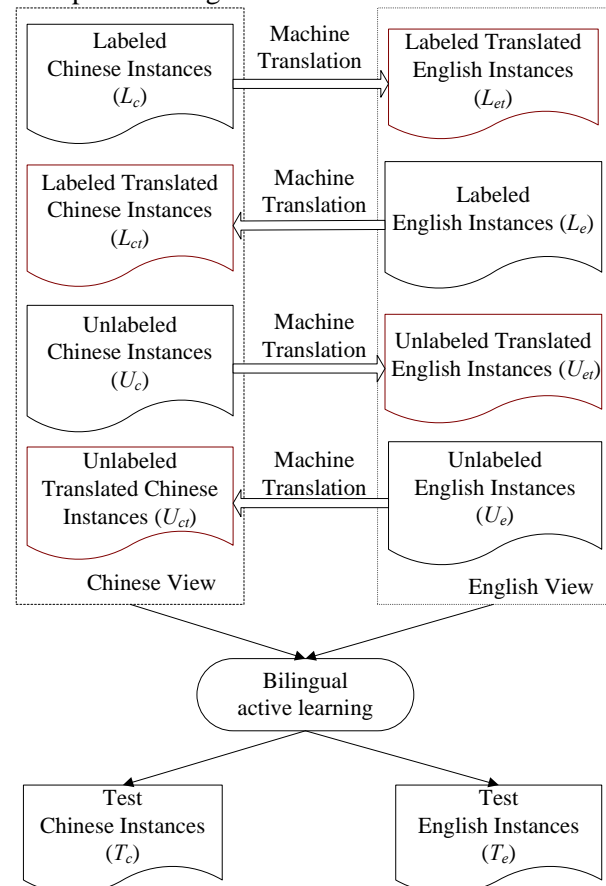 Labeled
Chinese Instances
(Lc)
Machine
Translation
Labeled Translated
English Instances
(Let)
Labeled Translated
Chinese Instances
(Lct)
Machine
Translation
Labeled
English Instances (Le)
Unlabeled
Chinese Instances
(Uc)
Machine
Translation
Unlabeled Translated
English Instances (Uet)
Unlabeled
Translated Chinese
Instances (Uct)
Machine
Translation
Unlabeled
English Instances
(Ue)
Chinese View
English View
Bilingual
active learning
Test
Chinese Instances
(Tc)
Test
English Instances
(Te)